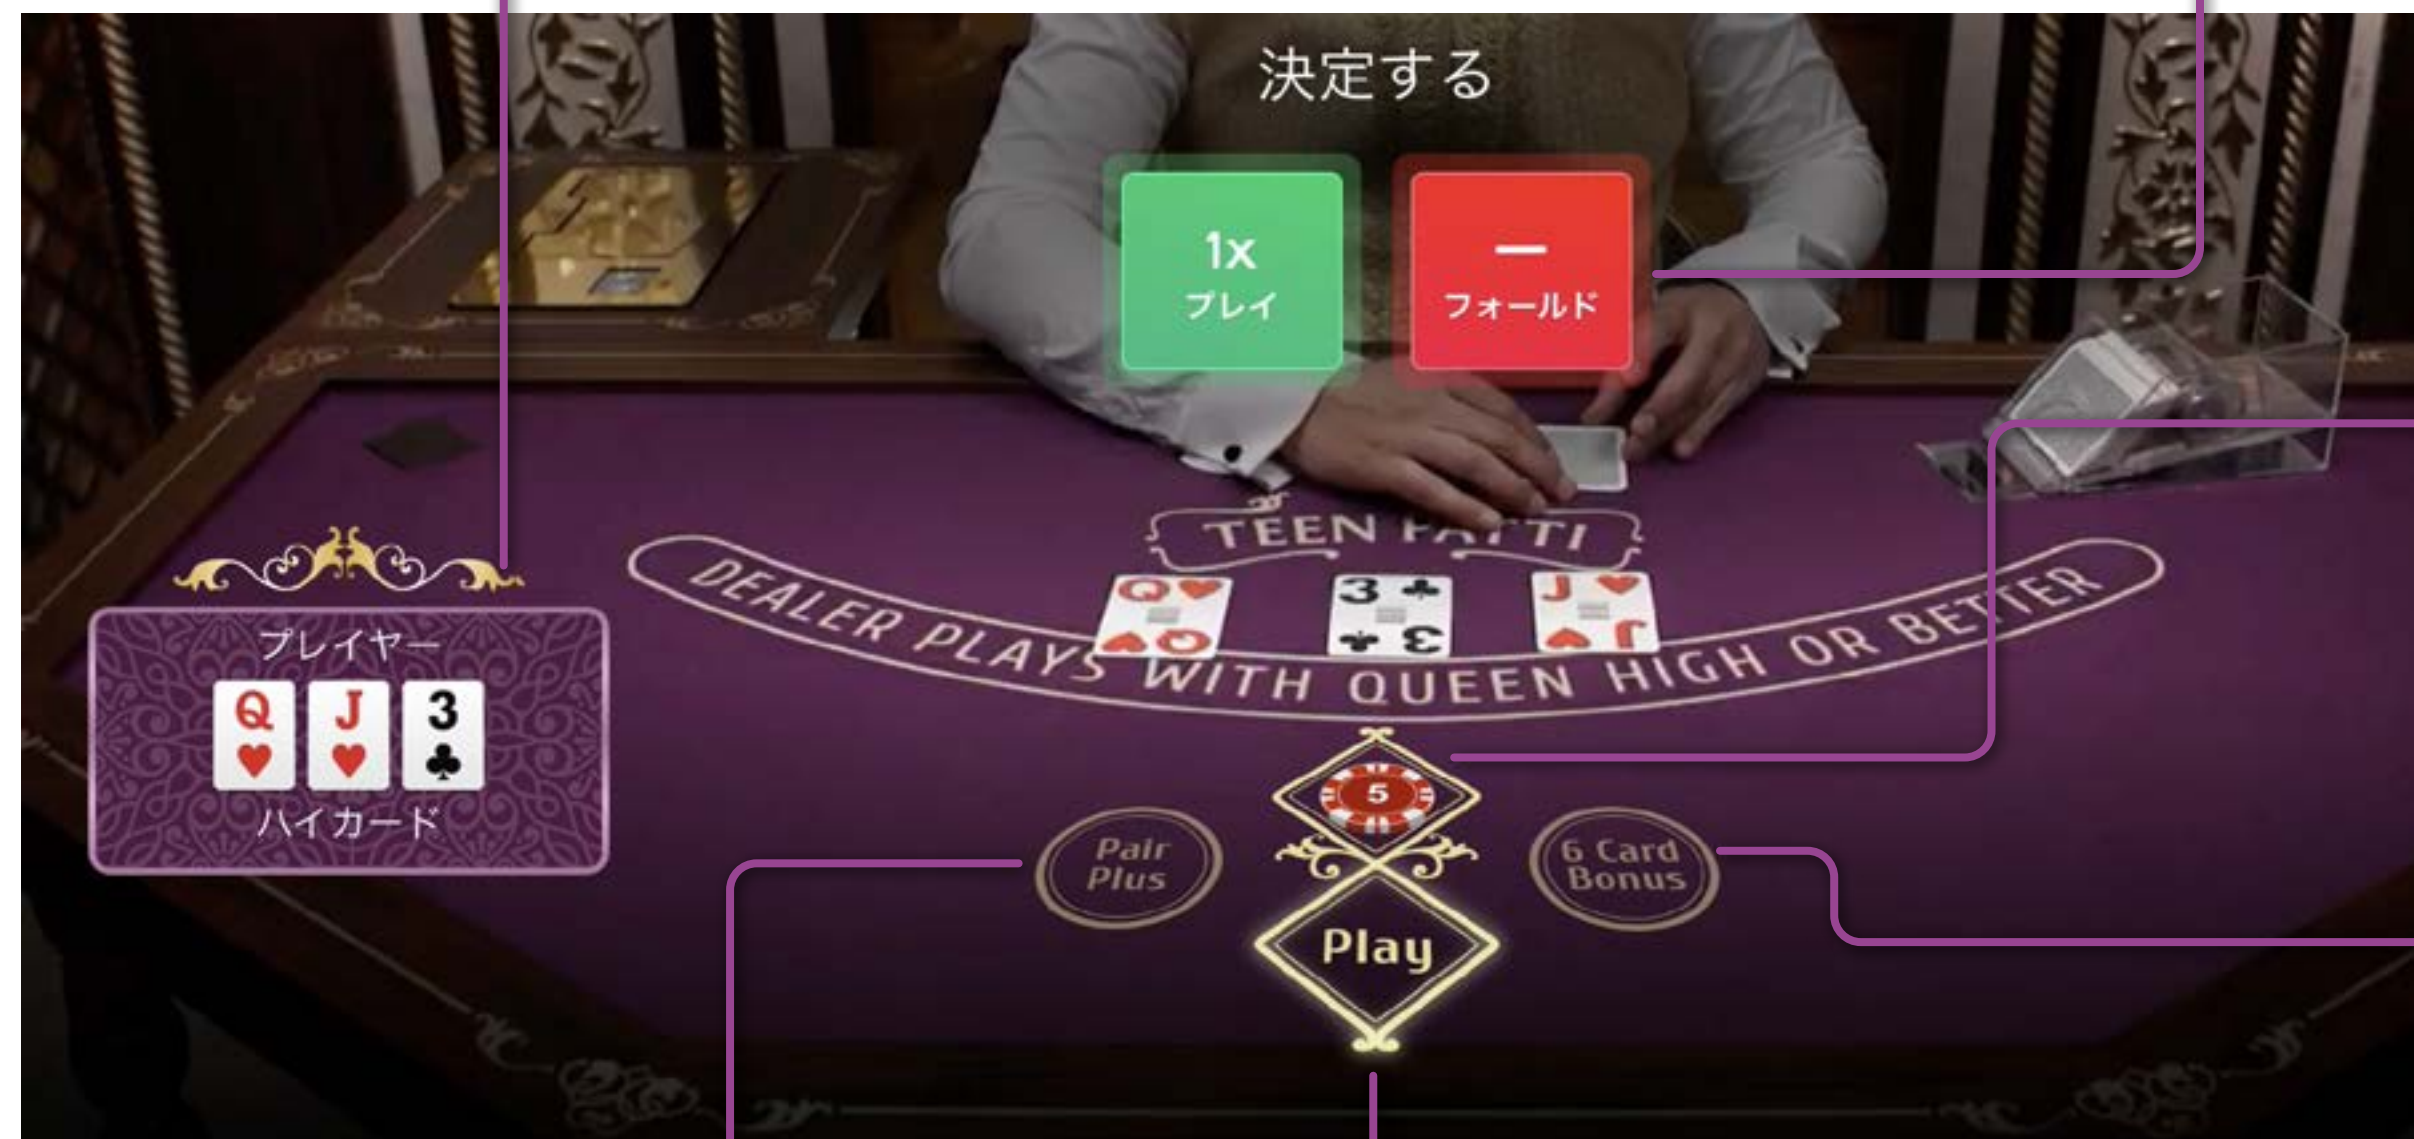 決定する
1x
プレイ
フォールド
TEEN PATTI
Q
3
J
Q
3
J
DEALER PLAYS WITH QUEEN HIGH OR BETTER
プレイヤー
Q J 3
ハイカード
5
Pair
Plus
6 Card
Bonus
Play